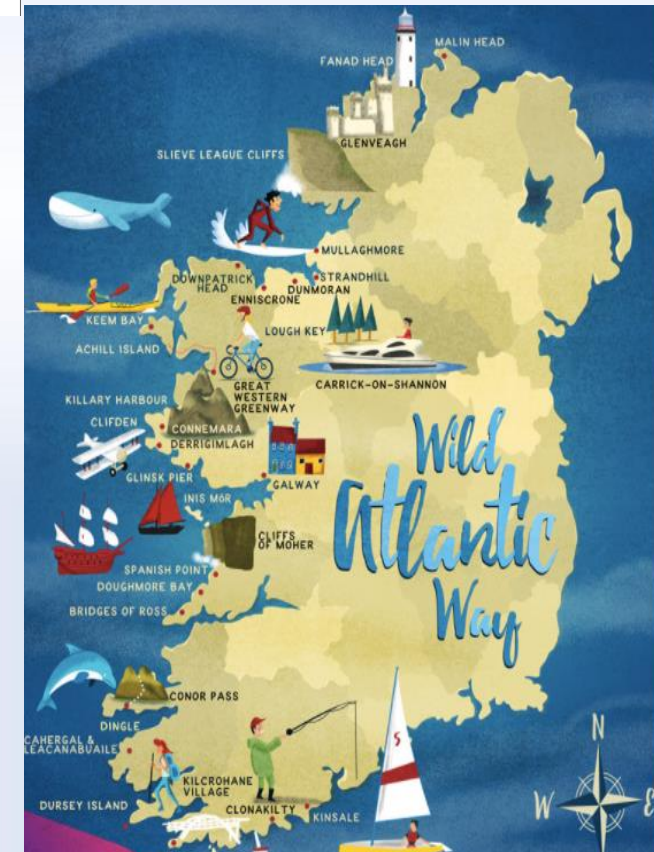 MALIN HEAD
FANAD HEAD
GLENVEAGH
SLIEVE LEAGUE CLIFFS
MULLAGHMORE
DOWNPATRICK
HEAD
STRANDHILL
DUNMORAN
ENNISCRONE
KEEM BAY
LOUGH KEY
ACHILL ISLAND
CARRICK-ON-SHANNON
GREAT
WESTERN
GREENWAY
KILLARY HARBOUR
CLIFDEN
CONNEMARA
DERRIGIMLAGH
GLINSK PIER
GALWAY
INIS MÓR
CLIFFS
OF MOHER
Wild
Atlantic
Way
SPANISH POINT
DOUGHMORE BAY
BRIDGES OF ROSS
CONOR PASS
DINGLE
CAHERGAL &
LEACANABUAILE
KILCROHANE
VILLAGE
DURSEY ISLAND
CLONAKILTY
KINSALE
S
N
W
E